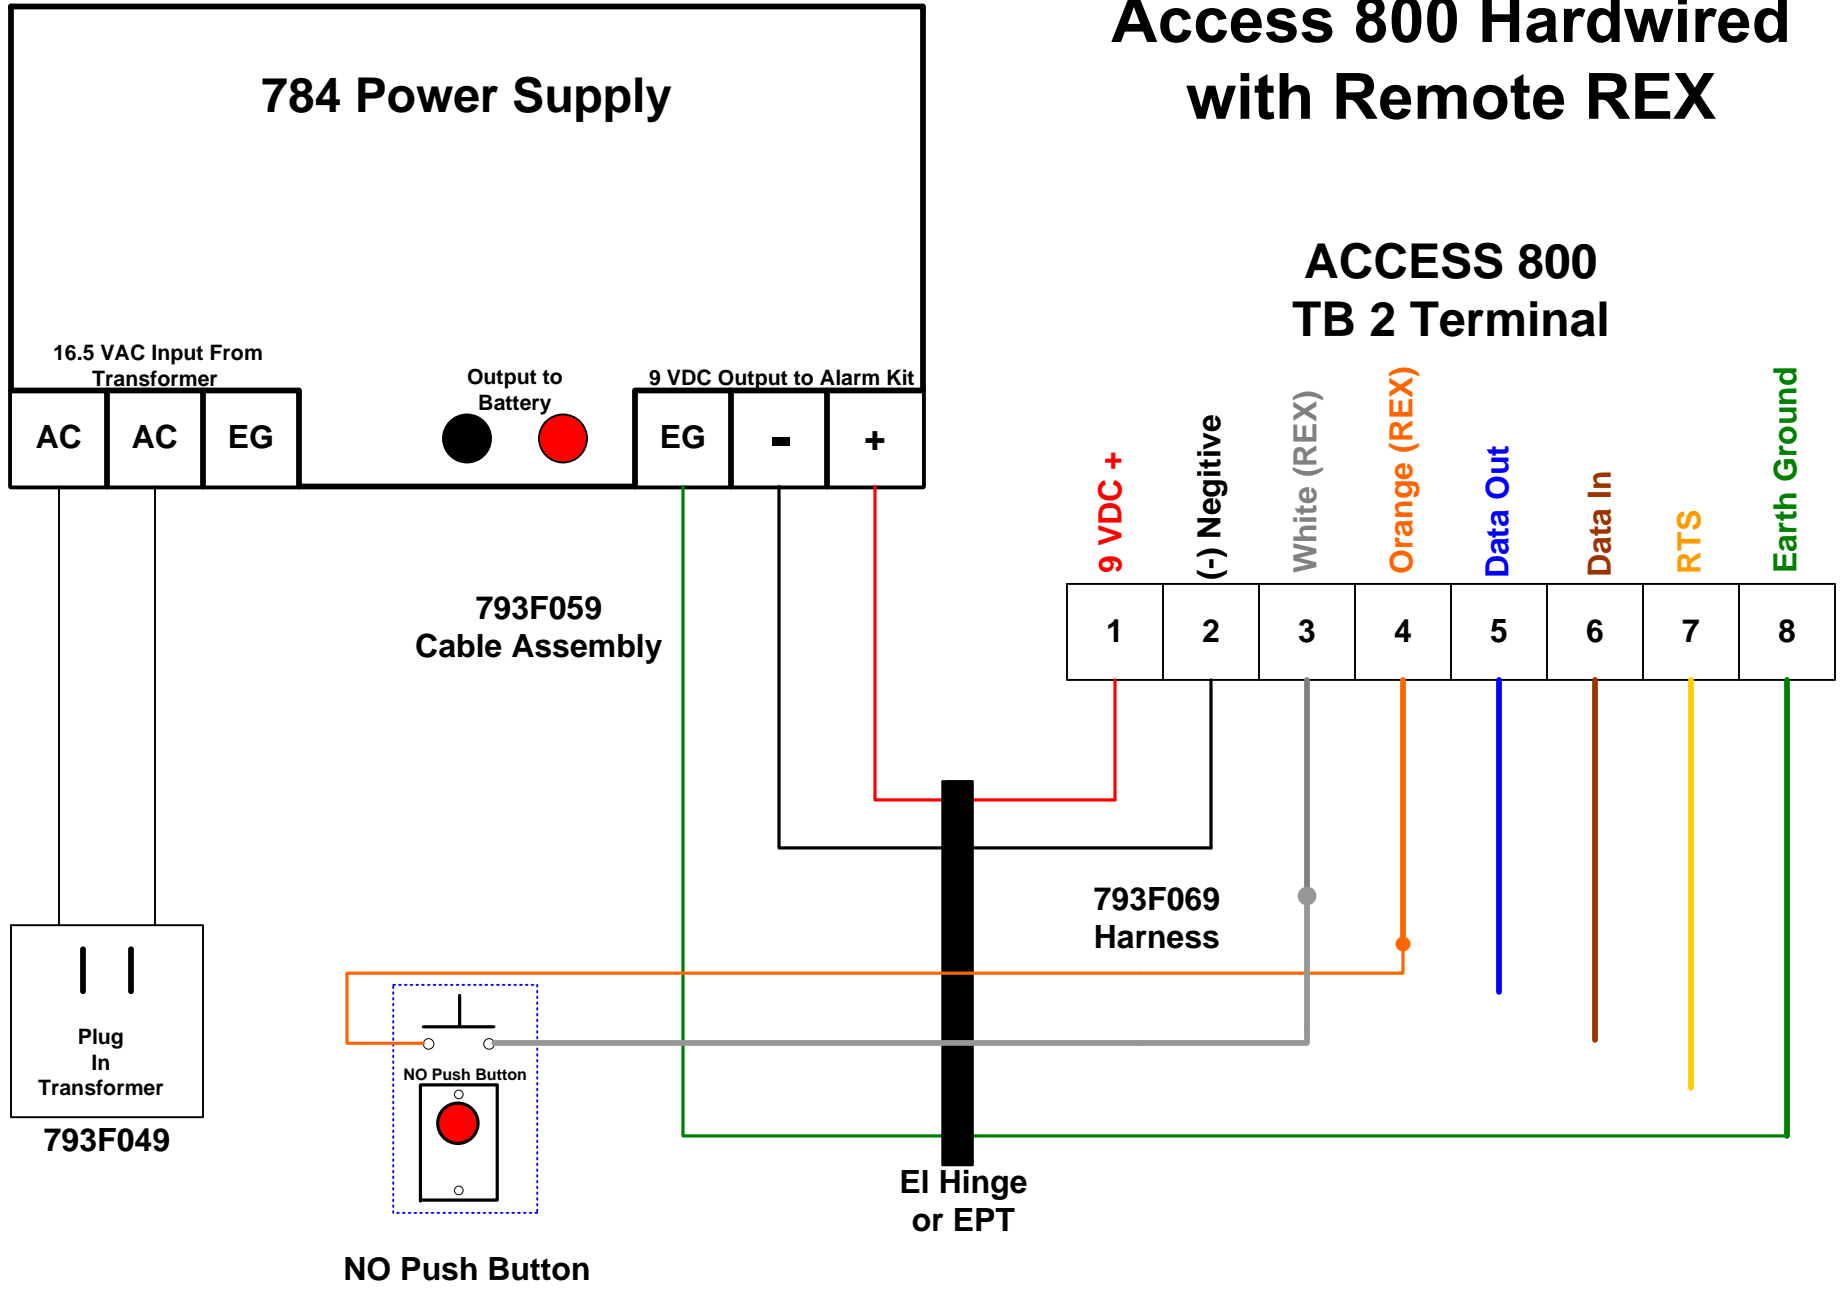 Access 800 Hardwired
with Remote REX
784 Power Supply
ACCESS 800
TB 2 Terminal
16.5 VAC Input From
Transformer
Output to
Battery
9 VDC Output to Alarm Kit
AC
AC
EG
EG
-
+
9 VDC +
(-) Negitive
White (REX)
Orange (REX)
Data Out
Data In
RTS
Earth Ground
1
2
3
4
5
6
7
8
793F059
Cable Assembly
793F069
Harness
Plug
In
Transformer
793F049
NO Push Button
El Hinge
or EPT
NO Push Button